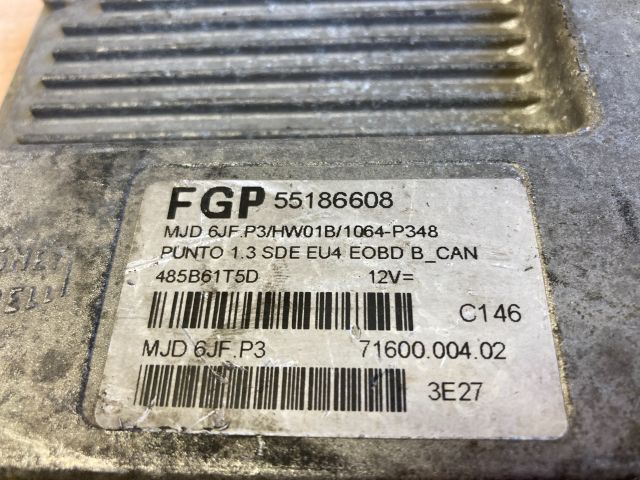 FGP 55186608
MJD 6JF.P3/HW01B/1064-P348
PUNTO 1.3 SDE EU4 EOBD B_CAN
485B61T5D 12V=
C146
MJD 6JF.P3 71600.004.02
3E27